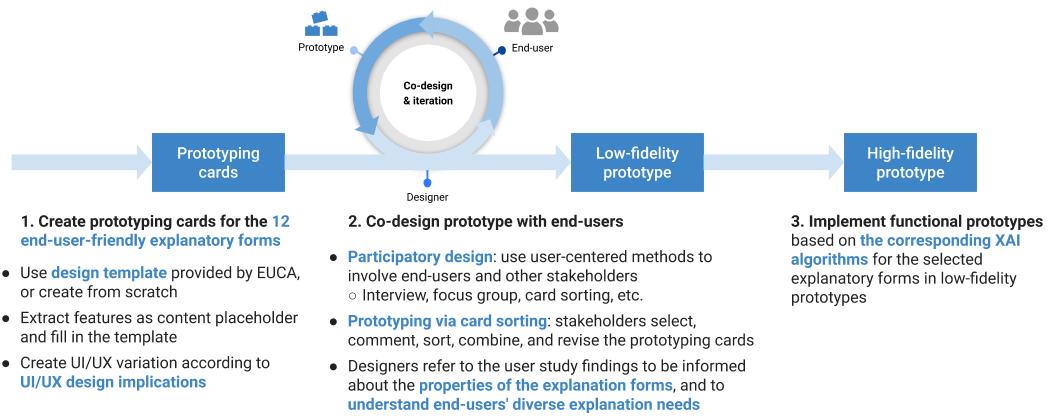 Prototype
End-user
Co-design
& iteration
Designer
Prototyping
cards
Low-fidelity
prototype
High-fidelity
prototype
1. Create prototyping cards for the 12
end-user-friendly explanatory forms
● Use design template provided by EUCA,
or create from scratch
● Extract features as content placeholder
and fill in the template
● Create UI/UX variation according to
UI/UX design implications
2. Co-design prototype with end-users
● Participatory design: use user-centered methods to
involve end-users and other stakeholders
○ Interview, focus group, card sorting, etc.
● Prototyping via card sorting: stakeholders select,
comment, sort, combine, and revise the prototyping cards
● Designers refer to the user study findings to be informed
about the properties of the explanation forms, and to
understand end-users' diverse explanation needs
3. Implement functional prototypes
based on the corresponding XAI
algorithms for the selected
explanatory forms in low-fidelity
prototypes